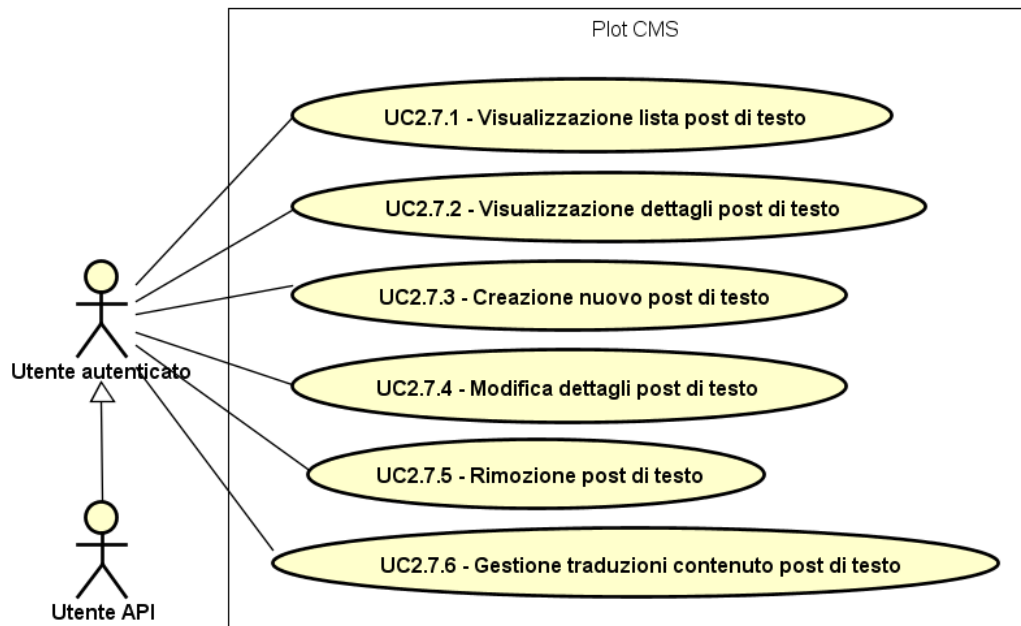 Plot CMS
UC2.7.1 - Visualizzazione lista post di testo
UC2.7.2 - Visualizzazione dettagli post di testo
UC2.7.3 - Creazione nuovo post di testo
Utente autenticato
UC2.7.4 - Modifica dettagli post di testo
UC2.7.5 - Rimozione post di testo
UC2.7.6 - Gestione traduzioni contenuto post di testo
Utente API